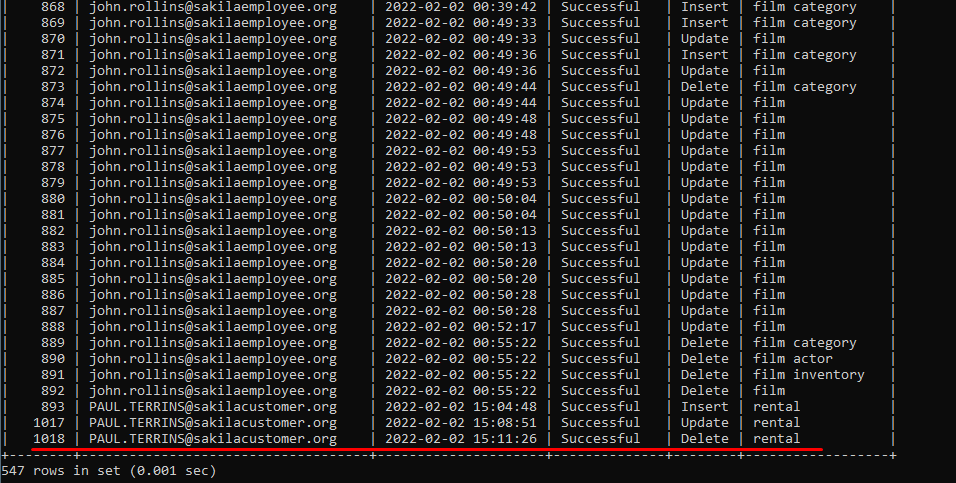 | 868 | john.rollins@sakilaemployee.org | 2022-02-02 00:39:42 | Successful | Insert | film category |
| 869 | john.rollins@sakilaemployee.org | 2022-02-02 00:49:33 | Successful | Insert | film category |
| 870 | john.rollins@sakilaemployee.org | 2022-02-02 00:49:33 | Successful | Update | film |
| 871 | john.rollins@sakilaemployee.org | 2022-02-02 00:49:36 | Successful | Insert | film category |
| 872 | john.rollins@sakilaemployee.org | 2022-02-02 00:49:36 | Successful | Update | film |
| 873 | john.rollins@sakilaemployee.org | 2022-02-02 00:49:44 | Successful | Delete | film category |
| 874 | john.rollins@sakilaemployee.org | 2022-02-02 00:49:44 | Successful | Update | film |
| 875 | john.rollins@sakilaemployee.org | 2022-02-02 00:49:48 | Successful | Update | film |
| 876 | john.rollins@sakilaemployee.org | 2022-02-02 00:49:48 | Successful | Update | film |
| 877 | john.rollins@sakilaemployee.org | 2022-02-02 00:49:53 | Successful | Update | film |
| 878 | john.rollins@sakilaemployee.org | 2022-02-02 00:49:53 | Successful | Update | film |
| 879 | john.rollins@sakilaemployee.org | 2022-02-02 00:49:53 | Successful | Update | film |
| 880 | john.rollins@sakilaemployee.org | 2022-02-02 00:50:04 | Successful | Update | film |
| 881 | john.rollins@sakilaemployee.org | 2022-02-02 00:50:04 | Successful | Update | film |
| 882 | john.rollins@sakilaemployee.org | 2022-02-02 00:50:13 | Successful | Update | film |
| 883 | john.rollins@sakilaemployee.org | 2022-02-02 00:50:13 | Successful | Update | film |
| 884 | john.rollins@sakilaemployee.org | 2022-02-02 00:50:20 | Successful | Update | film |
| 885 | john.rollins@sakilaemployee.org | 2022-02-02 00:50:20 | Successful | Update | film |
| 886 | john.rollins@sakilaemployee.org | 2022-02-02 00:50:28 | Successful | Update | film |
| 887 | john.rollins@sakilaemployee.org | 2022-02-02 00:50:28 | Successful | Update | film |
| 888 | john.rollins@sakilaemployee.org | 2022-02-02 00:52:17 | Successful | Update | film |
| 889 | john.rollins@sakilaemployee.org | 2022-02-02 00:55:22 | Successful | Delete | film category |
| 890 | john.rollins@sakilaemployee.org | 2022-02-02 00:55:22 | Successful | Delete | film actor |
| 891 | john.rollins@sakilaemployee.org | 2022-02-02 00:55:22 | Successful | Delete | film inventory |
| 892 | john.rollins@sakilaemployee.org | 2022-02-02 00:55:22 | Successful | Delete | film |
| 893 | PAUL.TERRINS@sakilacustomer.org | 2022-02-02 15:04:48 | Successful | Insert | rental |
| 1017 | PAUL.TERRINS@sakilacustomer.org | 2022-02-02 15:08:51 | Successful | Update | rental |
| 1018 | PAUL.TERRINS@sakilacustomer.org | 2022-02-02 15:11:26 | Successful | Delete | rental |
547 rows in set (0.001 sec)